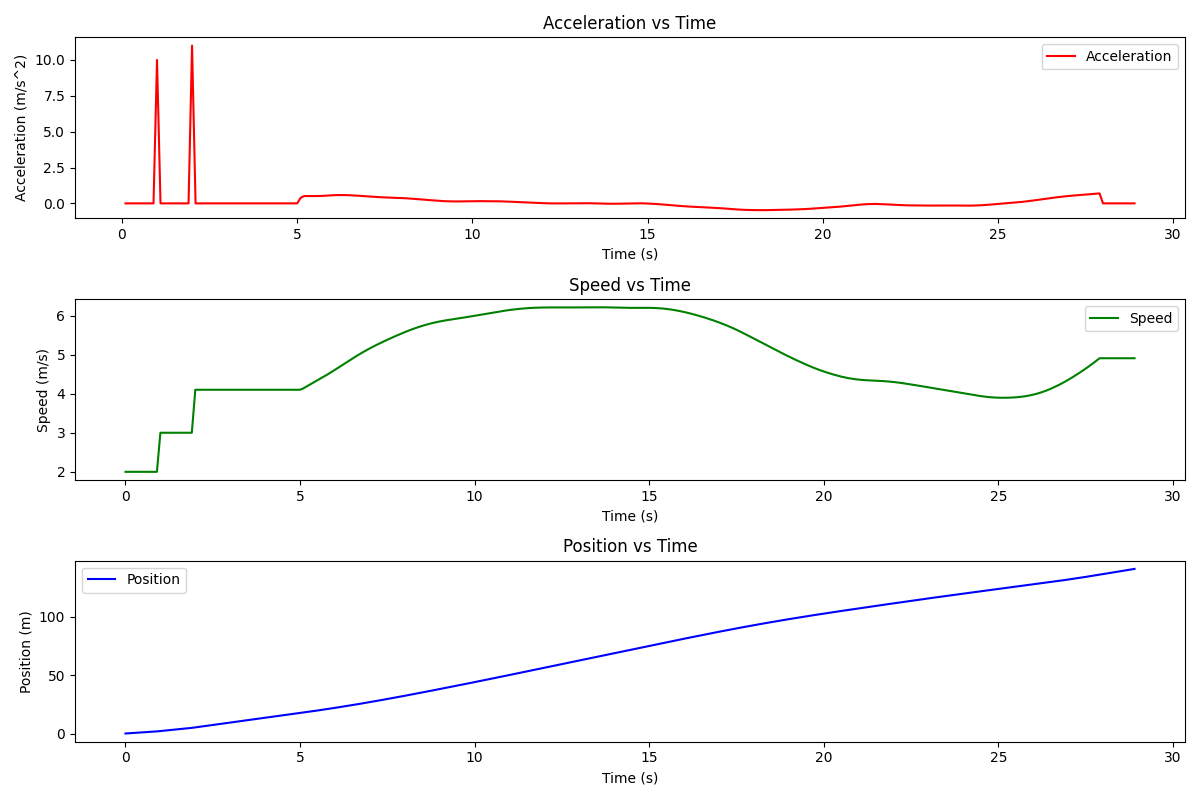 Acceleration vs Time
Acceleration (m/s^2)
10.0
7.5
5.0
2.5
0.0
Acceleration
0 5 10 15 20 25 30
Time (s)
Speed vs Time
Speed (m/s)
6
5
4
3
2
Speed
0 5 10 15 20 25 30
Time (s)
Position vs Time
Position (m)
100
50
0
Position
0 5 10 15 20 25 30
Time (s)